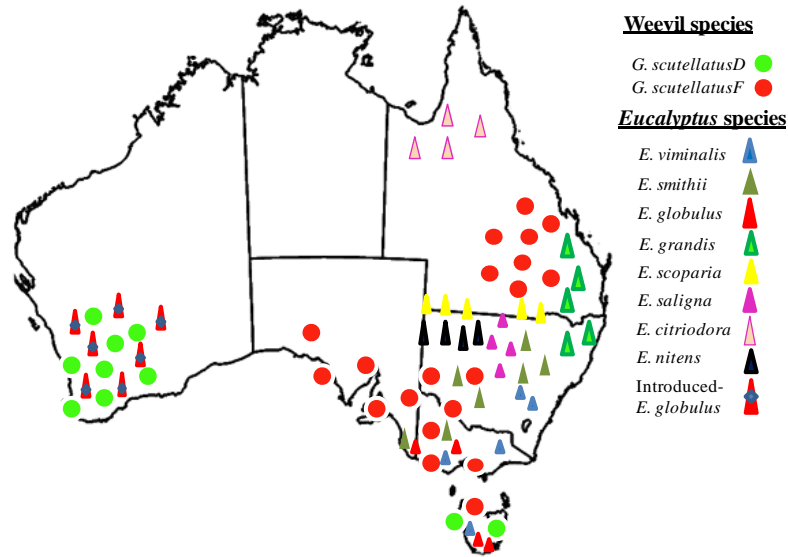 Weevil species
G. scutellatusD
G. scutellatusF
Eucalyptus species
E. viminalis
E. smithii
E. globulus
E. grandis
E. scoparia
E. saligna
E. citriodora
E. nitens
Introduced-
E. globulus